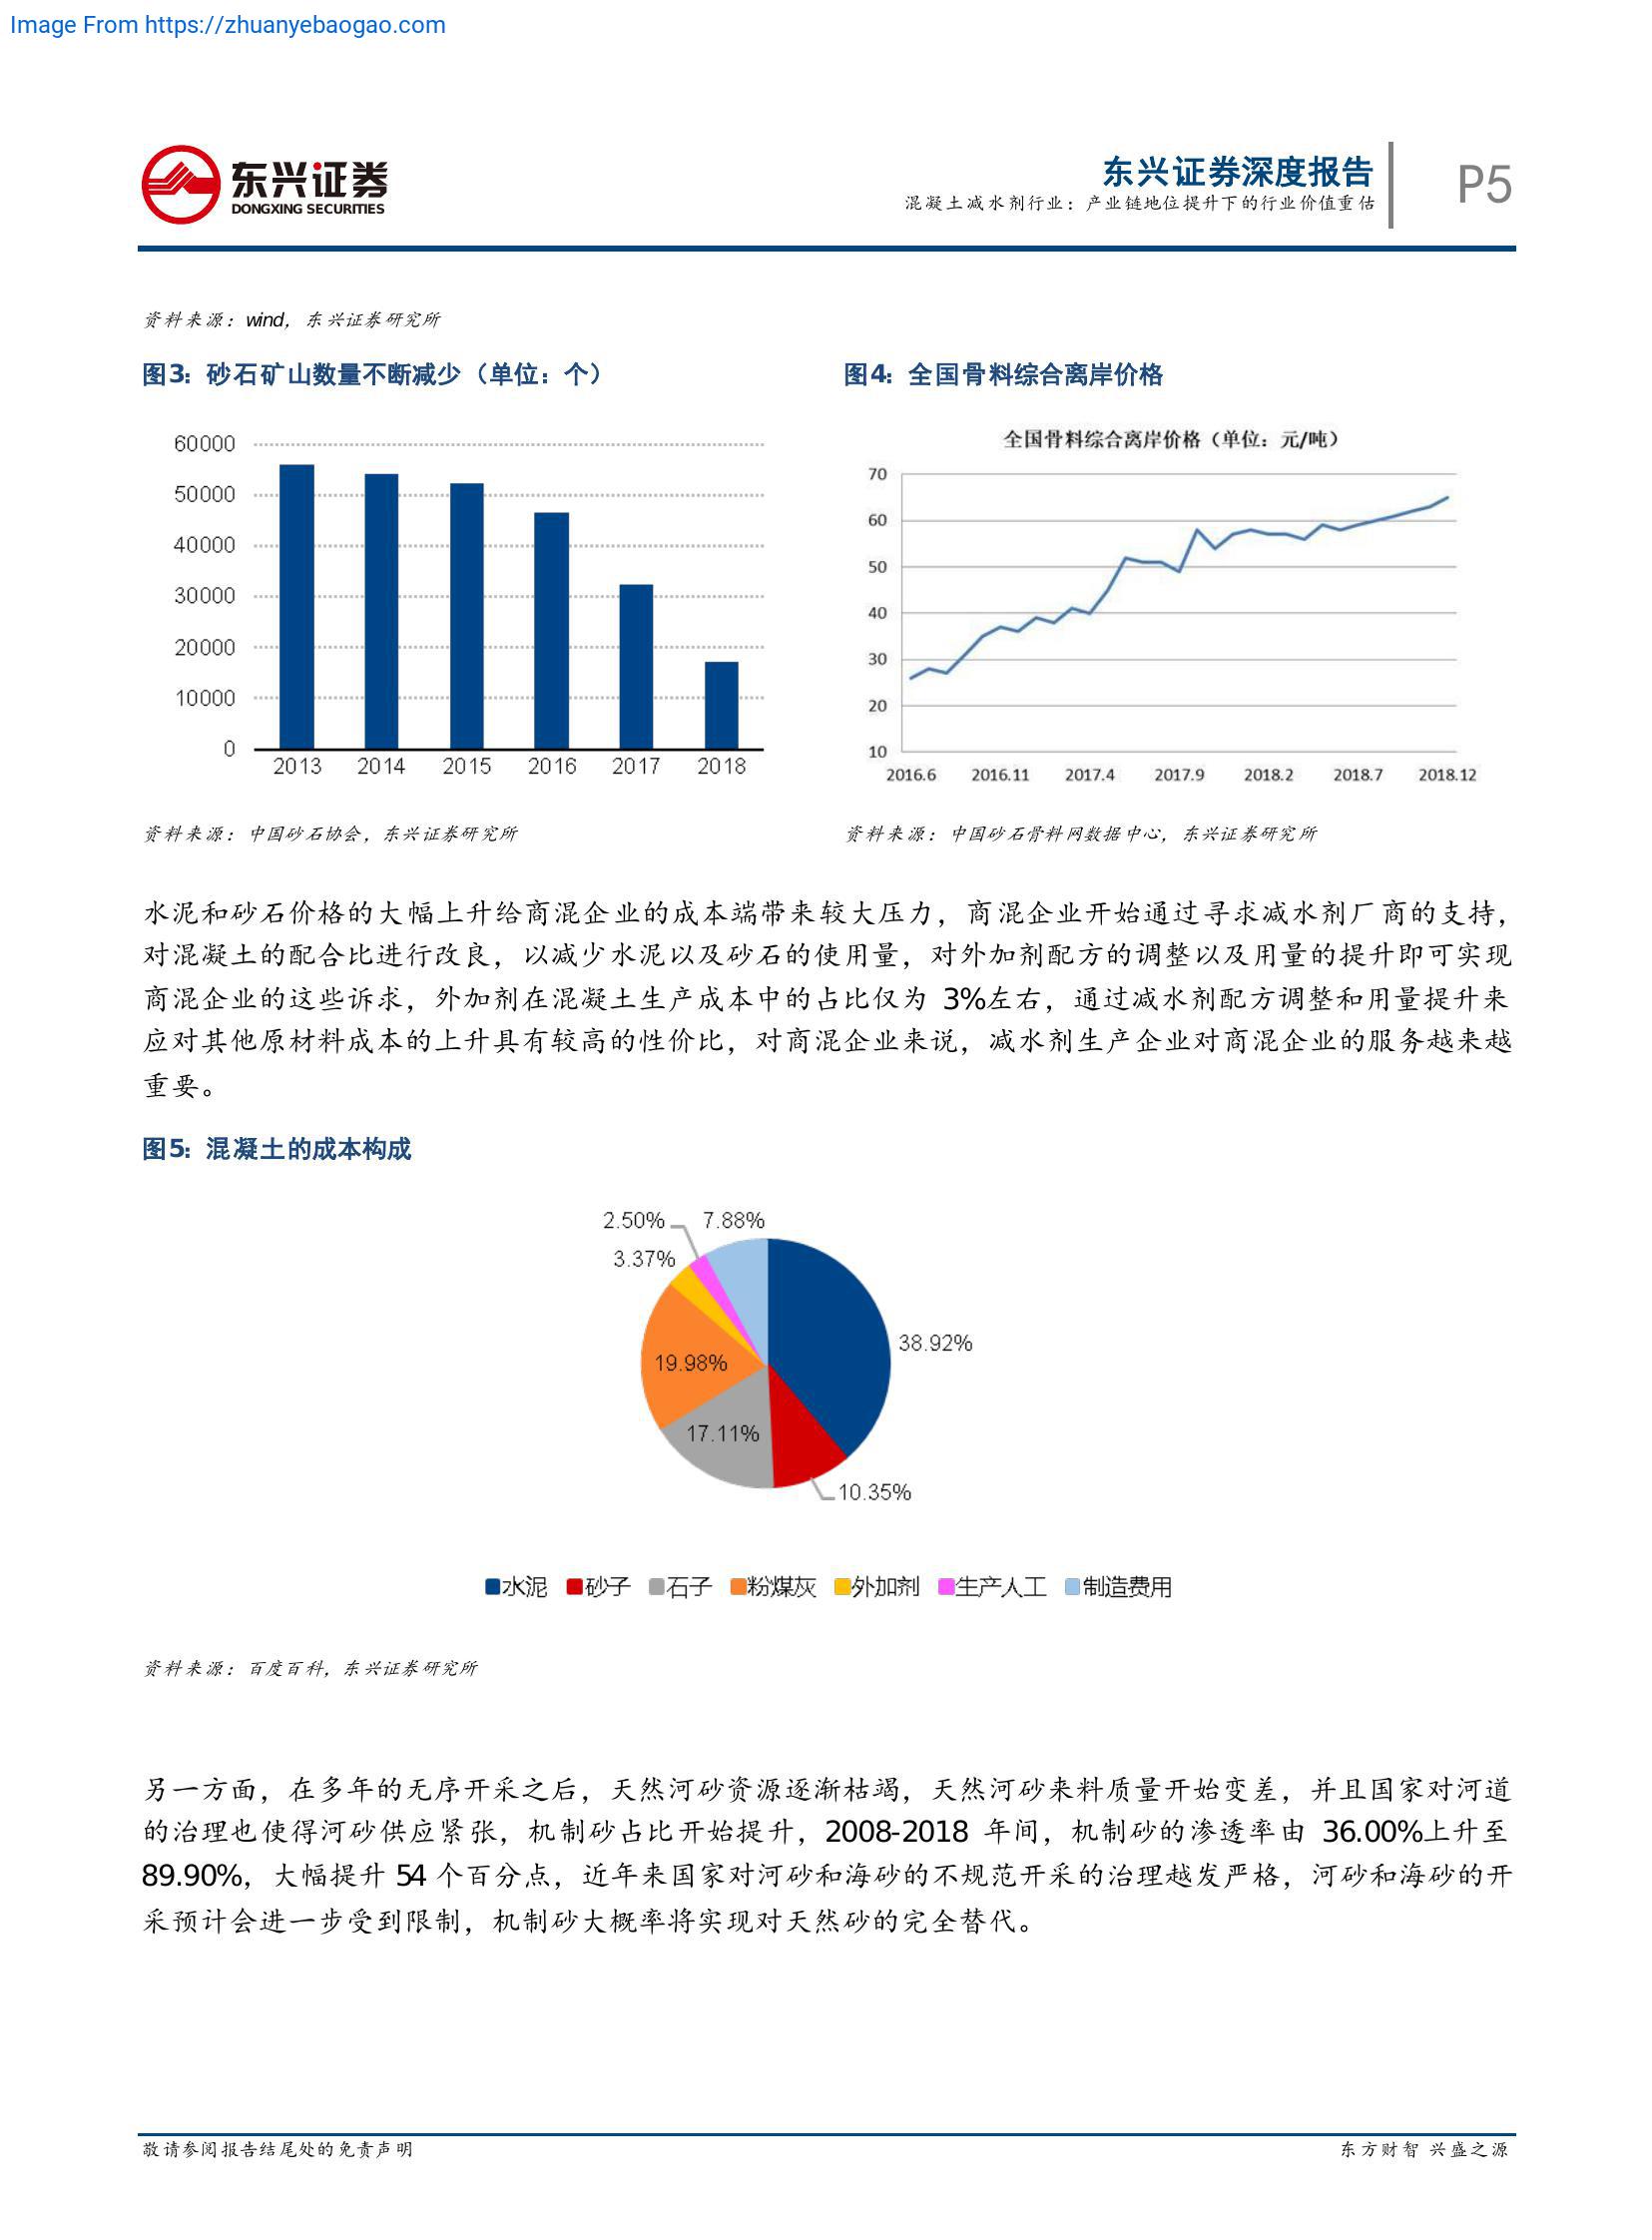 Image From https://zhuanyebaogao.com
东兴证券
DONGXING SECURITIES
东兴证券深度报告
混凝土减水剂行业：产业链地位提升下的行业价值重估
P5
资料来源：wind，东兴证券研究所
图3：砂石矿山数量不断减少（单位：个）
60000
50000
40000
30000
20000
10000
0
2013 2014 2015 2016 2017 2018
资料来源：中国砂石协会，东兴证券研究所
图4：全国骨料综合离岸价格
全国骨料综合离岸价格（单位：元/吨）
70
60
50
40
30
20
10
2016.6 2016.11 2017.4 2017.9 2018.2 2018.7 2018.12
资料来源：中国砂石骨料网数据中心，东兴证券研究所
水泥和砂石价格的大幅上升给商混企业的成本端带来较大压力，商混企业开始通过寻求减水剂厂商的支持，
对混凝土的配合比进行改良，以减少水泥以及砂石的使用量，对外加剂配方的调整以及用量的提升即可实现
商混企业的这些诉求，外加剂在混凝土生产成本中的占比仅为 3%左右，通过减水剂配方调整和用量提升来
应对其他原材料成本的上升具有较高的性价比，对商混企业来说，减水剂生产企业对商混企业的服务越来越
重要。
图5：混凝土的成本构成
2.50% 7.88%
3.37%
38.92%
19.98%
17.11%
10.35%
水泥 砂子 石子 粉煤灰 外加剂 生产人工 制造费用
资料来源：百度百科，东兴证券研究所
另一方面，在多年的无序开采之后，天然河砂资源逐渐枯竭，天然河砂来料质量开始变差，并且国家对河道
的治理也使得河砂供应紧张，机制砂占比开始提升，2008-2018 年间，机制砂的渗透率由 36.00%上升至
89.90%，大幅提升 54 个百分点，近年来国家对河砂和海砂的不规范开采的治理越发严格，河砂和海砂的开
采预计会进一步受到限制，机制砂大概率将实现对天然砂的完全替代。
敬请参阅报告结尾处的免责声明
东方财智 兴盛之源